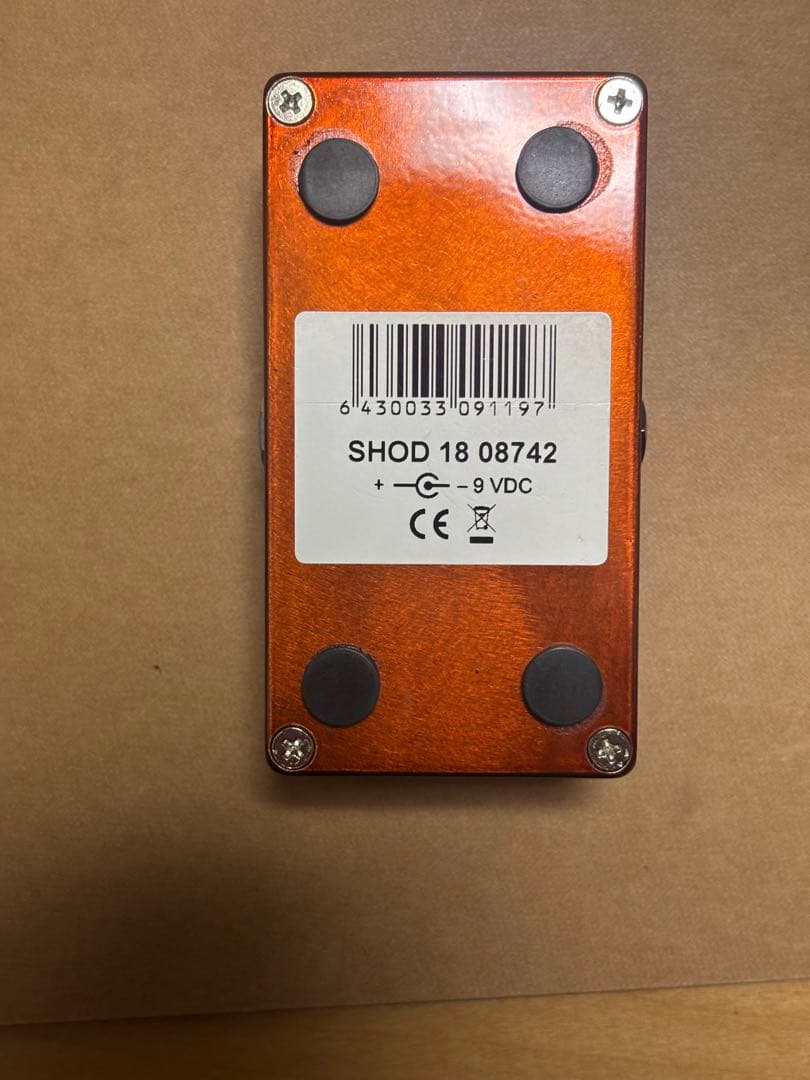 6 430033 091197
SHOD 18 08742
+ – 9 VDC
CE